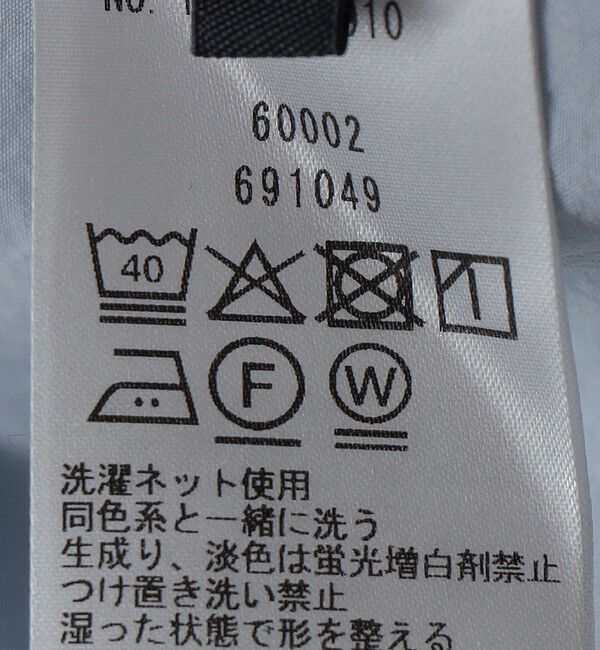 60002
691049
40
F W
洗濯ネット使用
同色系と一緒に洗う
生成り、淡色は蛍光増白剤禁止
つけ置き洗い禁止
湿った状態で形を整える